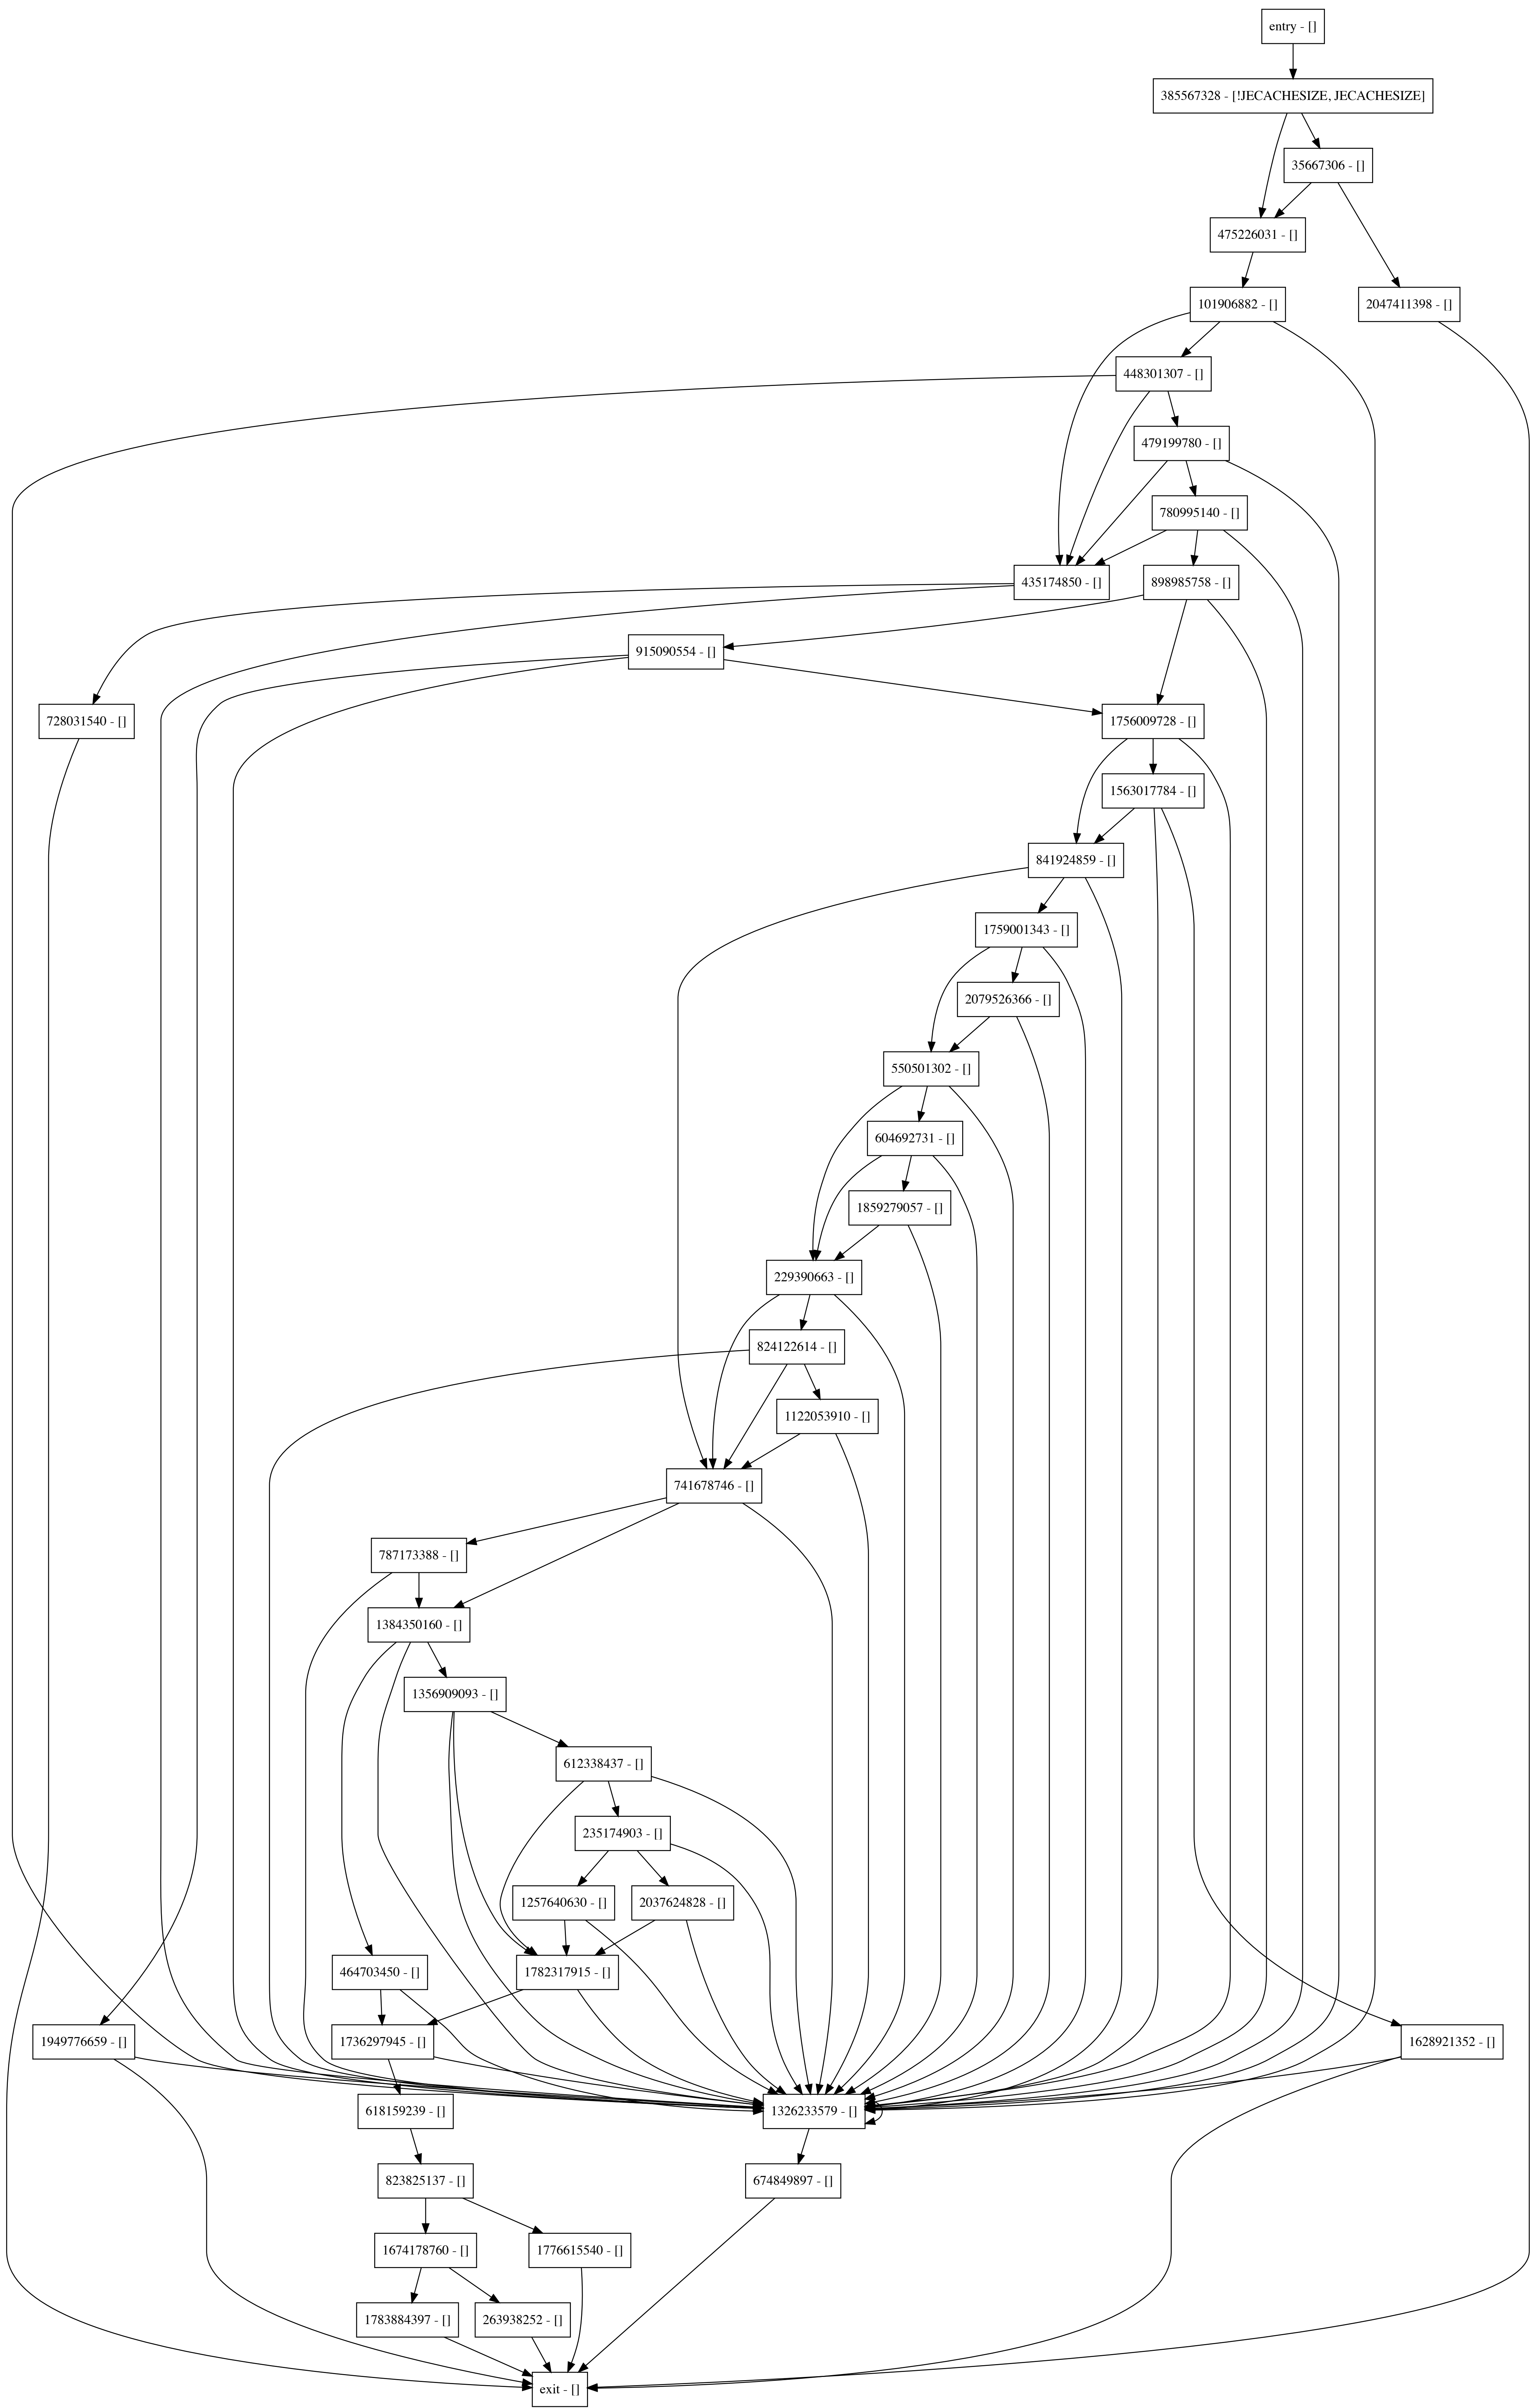 entry - []
385567328 - [!JECACHESIZE, JECACHESIZE]
35667306 - []
475226031 - []
101906882 - []
2047411398 - []
448301307 - []
479199780 - []
780995140 - []
435174850 - []
898985758 - []
915090554 - []
728031540 - []
1756009728 - []
1563017784 - []
841924859 - []
1759001343 - []
2079526366 - []
550501302 - []
604692731 - []
1859279057 - []
229390663 - []
824122614 - []
1122053910 - []
741678746 - []
787173388 - []
1384350160 - []
1356909093 - []
612338437 - []
235174903 - []
1257640630 - []
2037624828 - []
464703450 - []
1782317915 - []
1949776659 - []
1736297945 - []
1628921352 - []
618159239 - []
1326233579 - []
823825137 - []
674849897 - []
1674178760 - []
1776615540 - []
1783884397 - []
263938252 - []
exit - []